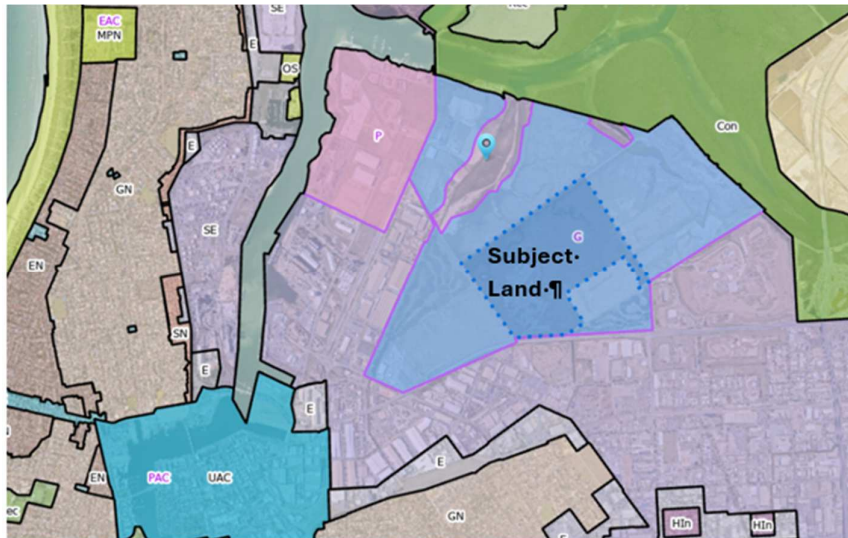 SE
EAC
MPN
E
OS
P
Con
E
GN
SE
G
EN
Subject·
Land·¶
SN
E
E
EN
PAC
UAC
E
GN
HIn
HIn